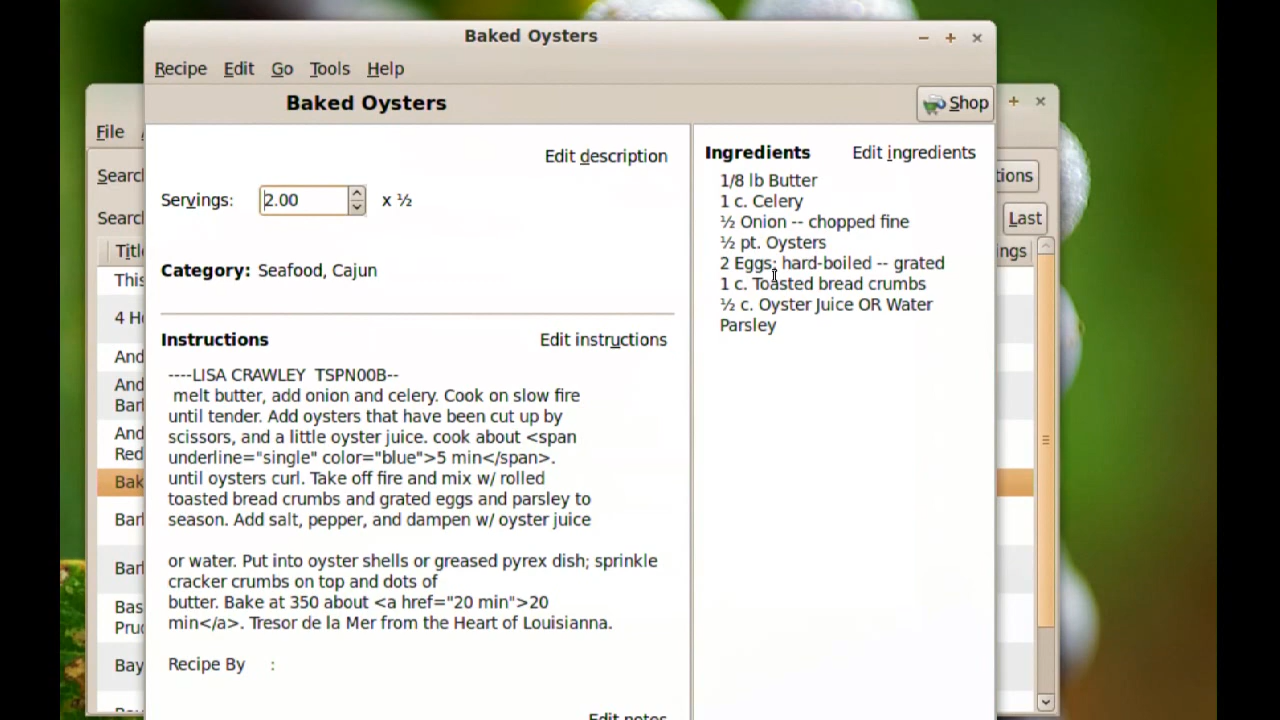 Baked Oysters
Recipe Edit Go Tools Help
Baked Oysters
Shop
File
Search
Search
Title
This
4 H
And
And
Barl
And
Red
Bak
Barl
Barl
Bas
Pru
Bay
Edit description
Servings: 2.00 x ½
Category: Seafood, Cajun
Instructions
Edit instructions
----LISA CRAWLEY TSPN00B--
melt butter, add onion and celery. Cook on slow fire
until tender. Add oysters that have been cut up by
scissors, and a little oyster juice. cook about <span
underline="single" color="blue">5 min</span>.
until oysters curl. Take off fire and mix w/ rolled
toasted bread crumbs and grated eggs and parsley to
season. Add salt, pepper, and dampen w/ oyster juice
or water. Put into oyster shells or greased pyrex dish; sprinkle
cracker crumbs on top and dots of
butter. Bake at 350 about <a href="20 min">20
min</a>. Tresor de la Mer from the Heart of Louisianna.
Recipe By :
Edit notes
Ingredients
Edit ingredients
1/8 lb Butter
1 c. Celery
½ Onion -- chopped fine
½ pt. Oysters
2 Eggs; hard-boiled -- grated
1 c. Toasted bread crumbs
½ c. Oyster Juice OR Water
Parsley
ions
Last
ngs